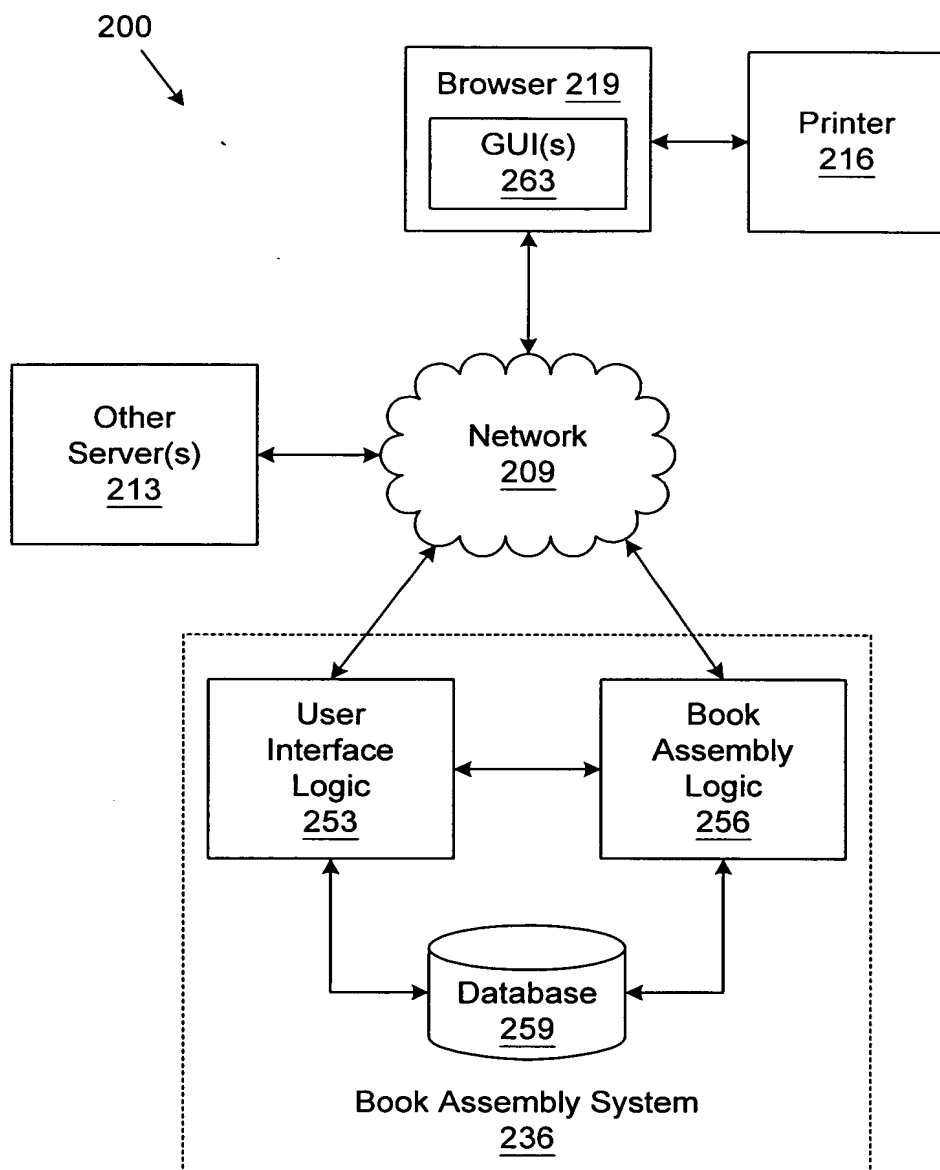 200
Browser 219
GUI(s)
263
Printer
216
Other
Server(s)
213
Network
209
User
Interface
Logic
253
Book
Assembly
Logic
256
Database
259
Book Assembly System
236